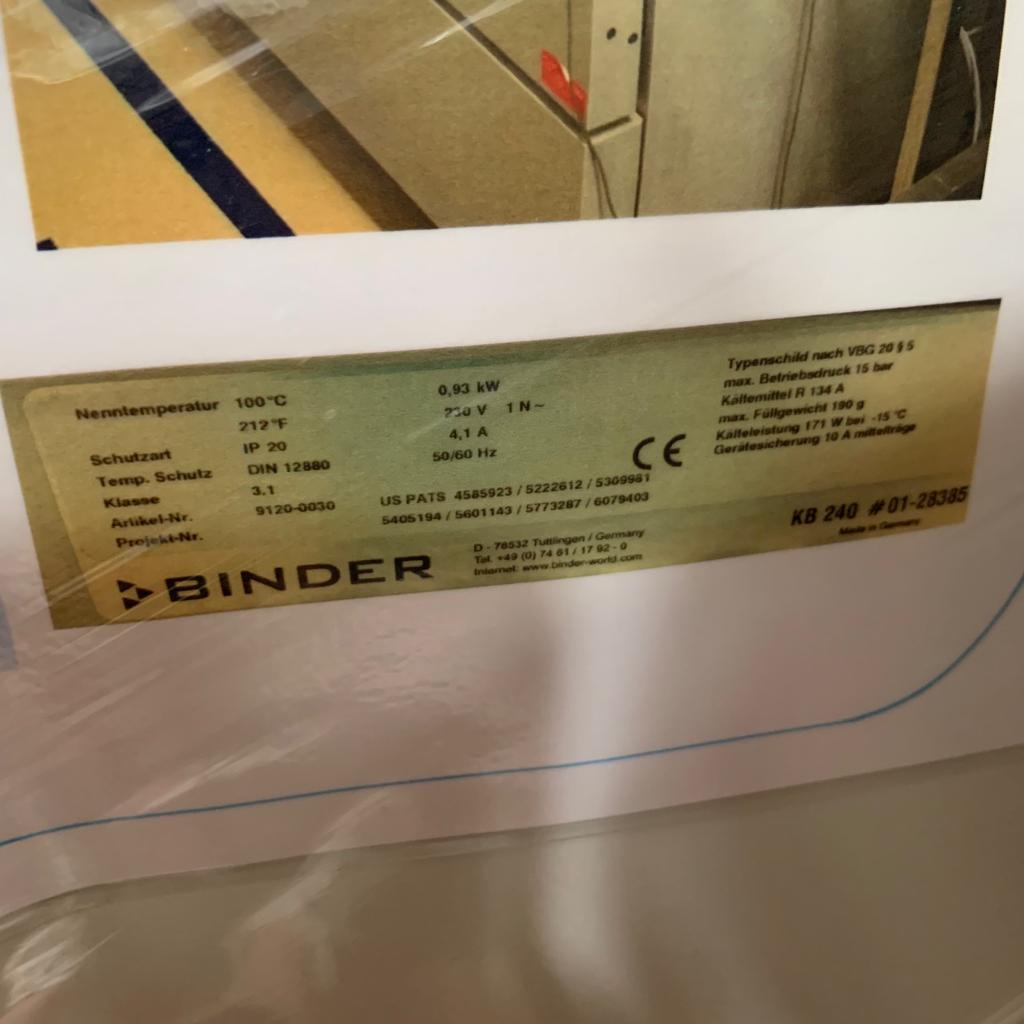 Nenntemperatur 100°C
212°F
Schutzart IP 20
Temp. Schutz DIN 12880
Klasse 3.1
Artikel-Nr. 9120-0030
Projekt-Nr.
0,93 kW
230 V 1 N ~
4,1 A
50/60 Hz
CE
US PATS 4585923 / 5222612 / 5309981
5405194 / 5601143 / 5773287 / 6079403
Typenschild nach VBG 20 § 5
max. Betriebsdruck 15 bar
Kältemittel R 134 A
max. Füllgewicht 190 g
Kälteleistung 171 W bei -15 °C
Gerätesicherung 10 A mittelträge
KB 240 #01-28385
Made in Germany
BINDER
D - 78532 Tuttlingen / Germany
Tel. +49 (0) 74 61 / 17 92 - 0
Internet: www.binder-world.com